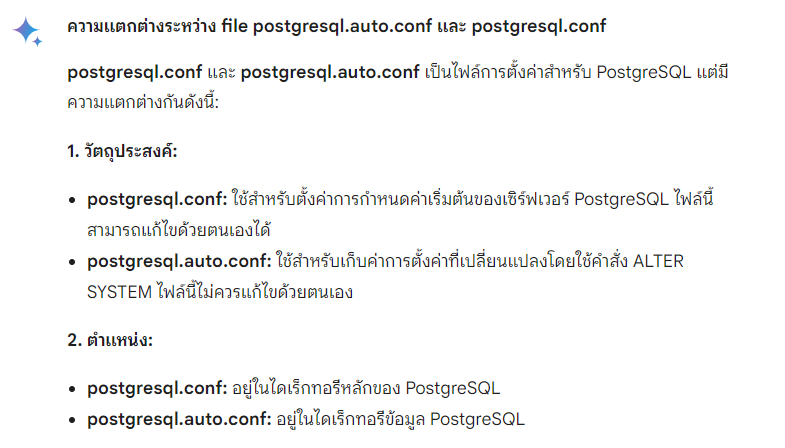 ความแตกต่างระหว่าง file postgresql.auto.conf และ postgresql.conf
postgresql.conf และ postgresql.auto.conf เป็นไฟล์การตั้งค่าสำหรับ PostgreSQL แต่มี
ความแตกต่างกันดังนี้:
1. วัตถุประสงค์:
• postgresql.conf: ใช้สำหรับตั้งค่าการกำหนดค่าเริ่มต้นของเซิร์ฟเวอร์ PostgreSQL ไฟล์นี้
สามารถแก้ไขด้วยตนเองได้
• postgresql.auto.conf: ใช้สำหรับเก็บค่าการตั้งค่าที่เปลี่ยนแปลงโดยใช้คำสั่ง ALTER
SYSTEM ไฟล์นี้ไม่ควรแก้ไขด้วยตนเอง
2. ตำแหน่ง:
• postgresql.conf: อยู่ในไดเร็กทอรีหลักของ PostgreSQL
• postgresql.auto.conf: อยู่ในไดเร็กทอรีข้อมูล PostgreSQL